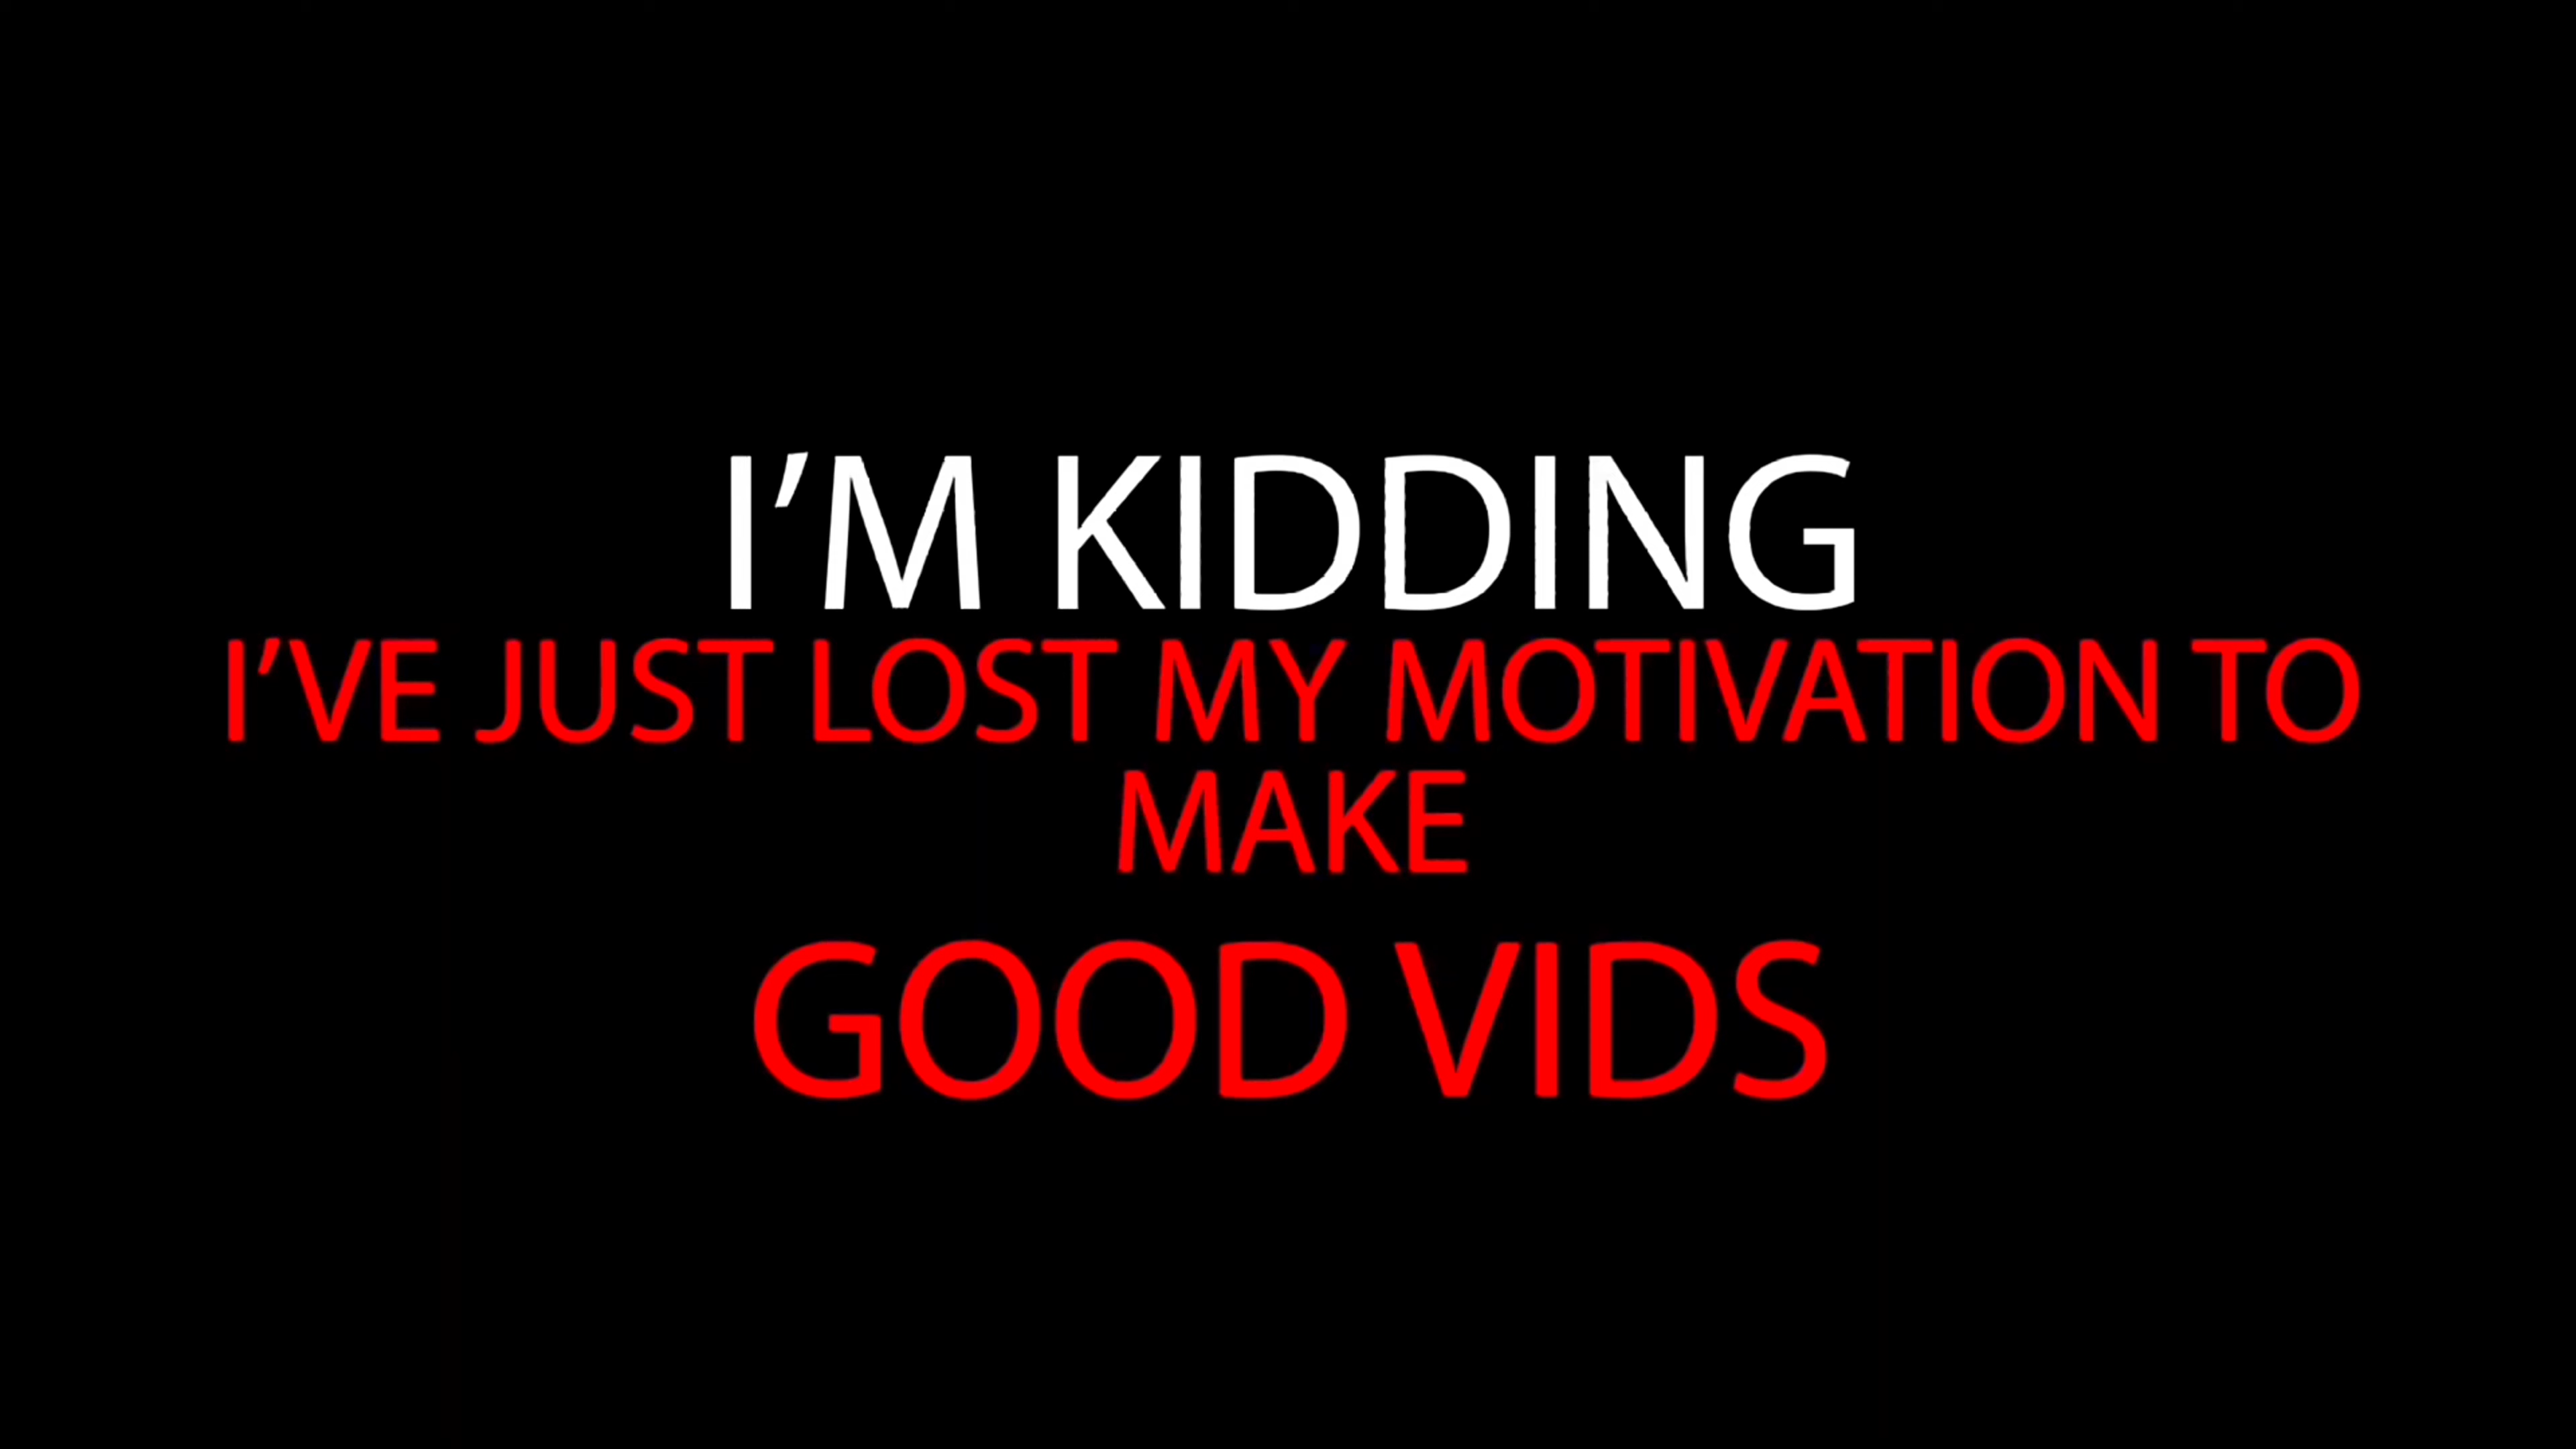 I’M KIDDING
I’VE JUST LOST MY MOTIVATION TO
MAKE
GOOD VIDS